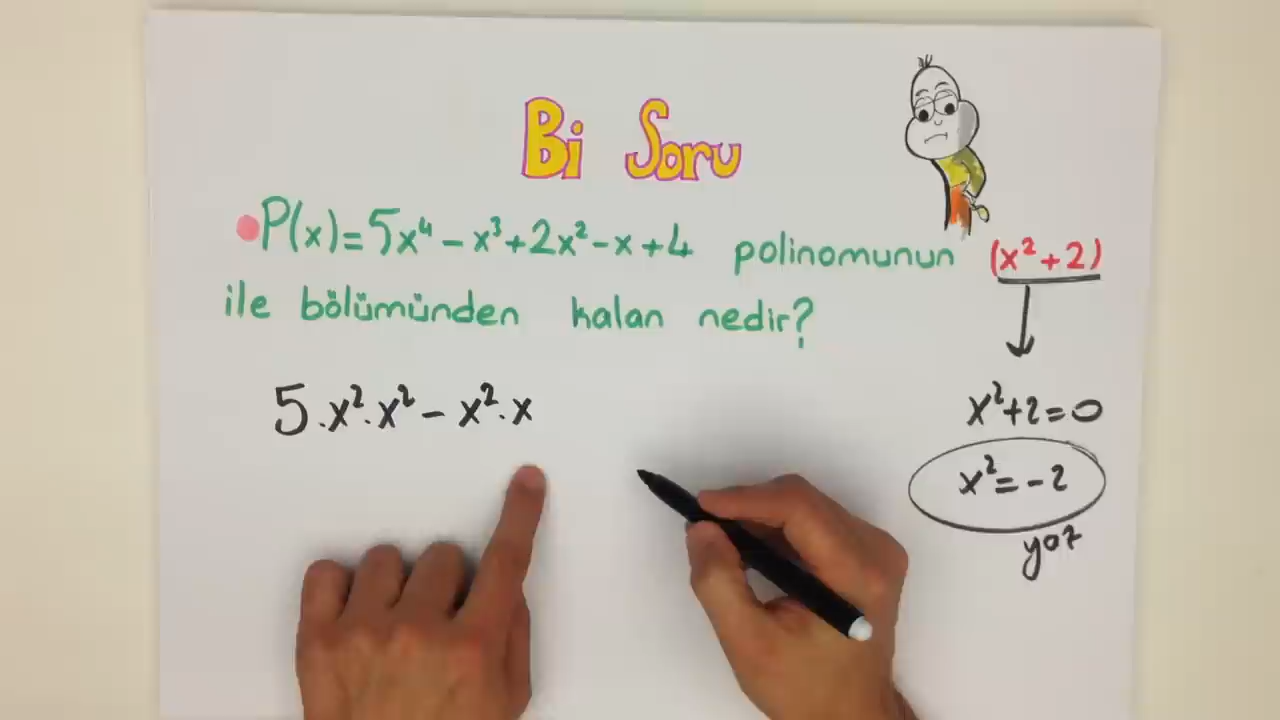 Bi Soru
P(x)=5x⁴-x³+2x²-x+4 polinomunun (x²+2)
ile bölümünden kalan nedir?
5.x².x²-x².x
x²+2=0
x²=-2
yoz